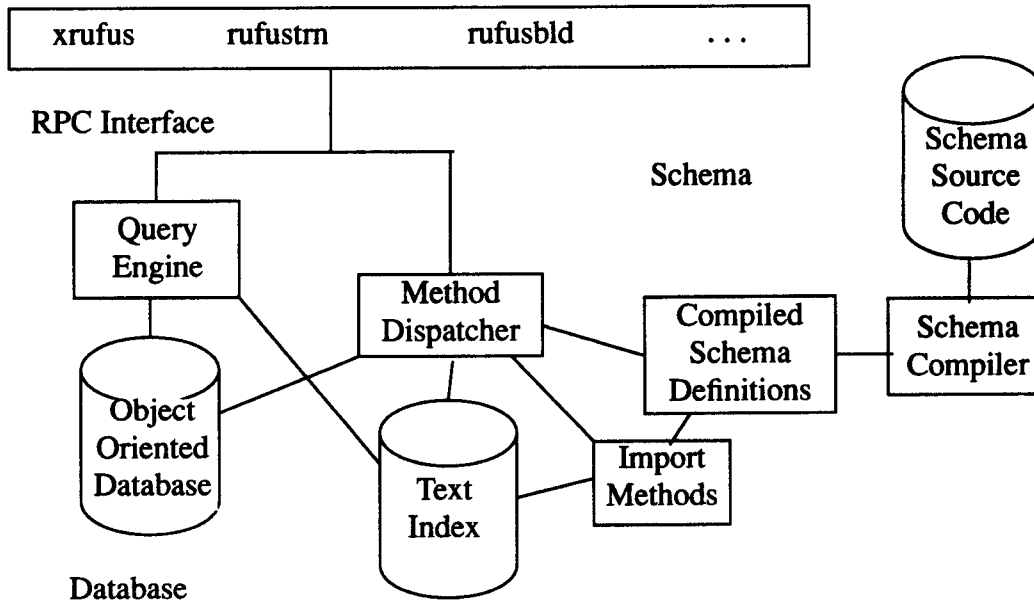 xrufus rufustrn rufusbld ...
RPC Interface
Schema
Schema
Source
Code
Query
Engine
Method
Dispatcher
Compiled
Schema
Definitions
Schema
Compiler
Object
Oriented
Database
Text
Index
Import
Methods
Database